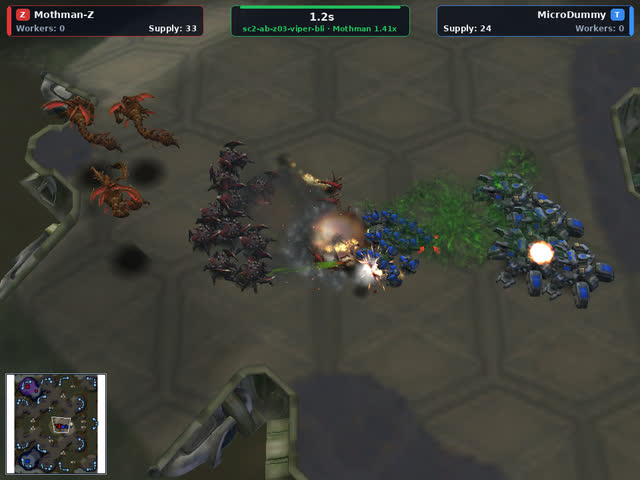 Z Mothman-Z
Workers: 0 Supply: 33
1.2s
sc2-ab-z03-viper-bli · Mothman 1.41x
MicroDummy T
Supply: 24 Workers: 0